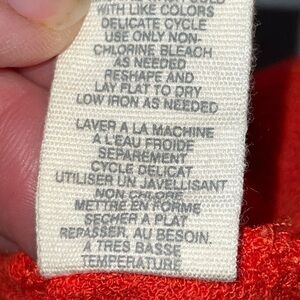 COLD
WITH LIKE COLORS
DELICATE CYCLE
USE ONLY NON-
CHLORINE BLEACH
AS NEEDED
RESHAPE AND
LAY FLAT TO DRY
LOW IRON AS NEEDED
LAVER A LA MACHINE
A L'EAU FROIDE
SEPAREMENT
CYCLE DELICAT
UTILISER UN JAVELLISANT
NON CHLORE
METTRE EN FORME
SECHER A PLAT
REPASSER, AU BESOIN,
A TRES BASSE
TEMPERATURE